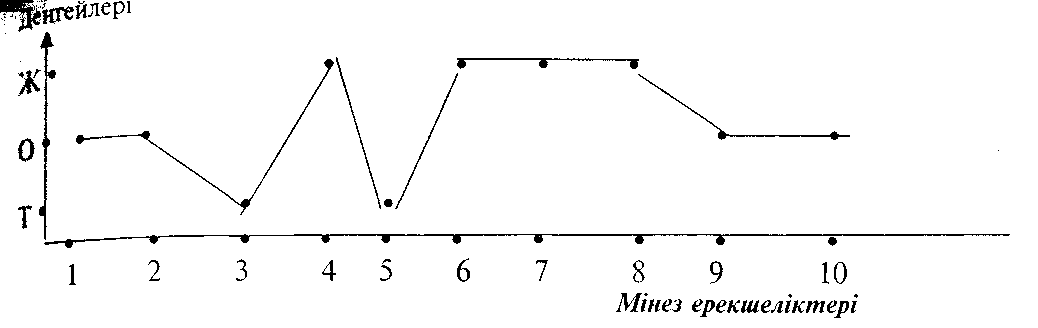 Деңгейлері
Ж
О
Т
1 2 3 4 5 6 7 8 9 10
Мінез ерекшеліктері